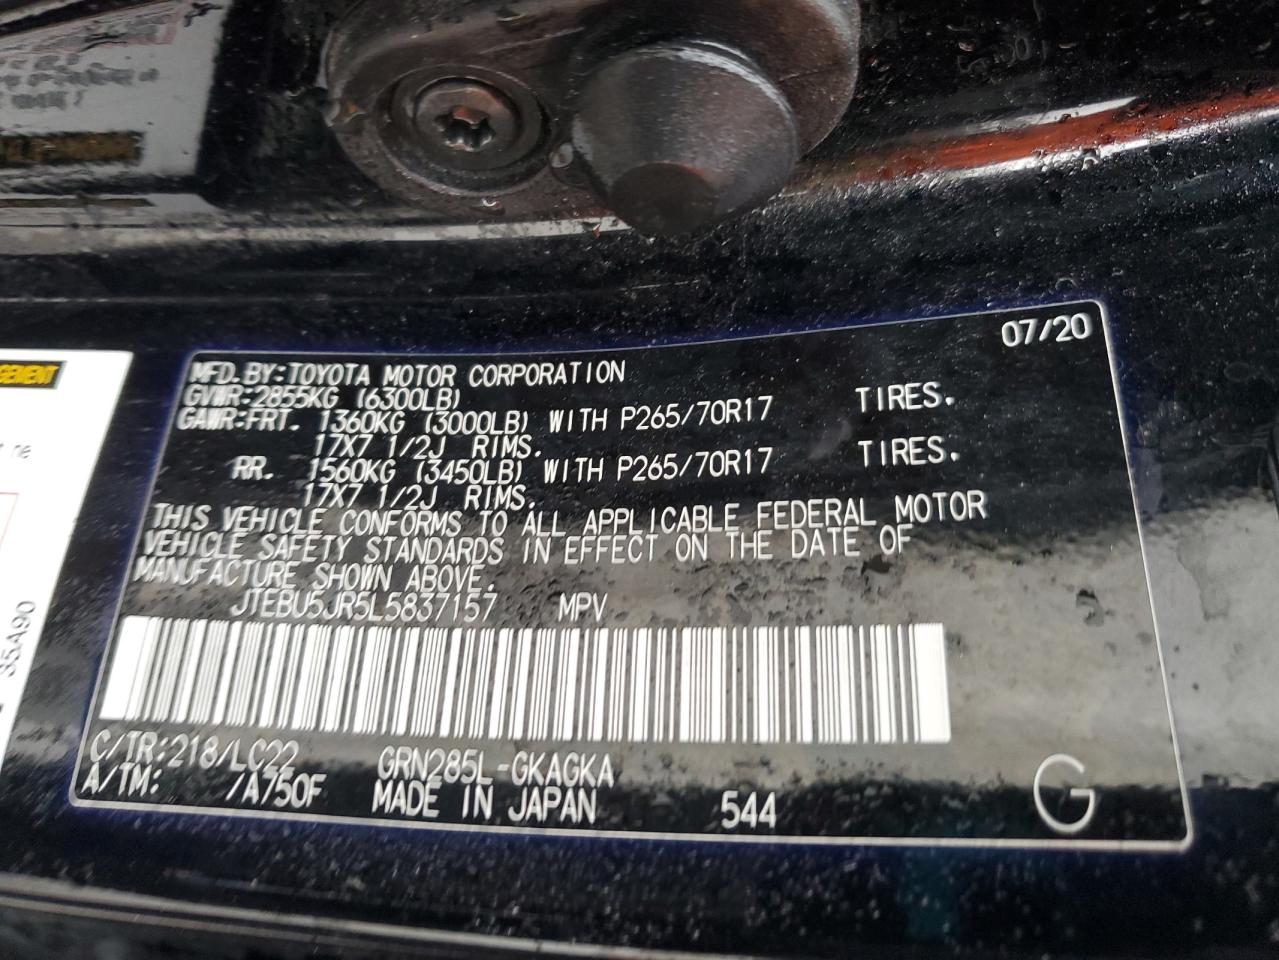 07/20
MFD.BY:TOYOTA MOTOR CORPORATION
GVWR:2855KG (6300LB)
GAWR:FRT. 1360KG (3000LB) WITH P265/70R17 TIRES.
17X7 1/2J RIMS.
RR. 1560KG (3450LB) WITH P265/70R17 TIRES.
17X7 1/2J RIMS.
THIS VEHICLE CONFORMS TO ALL APPLICABLE FEDERAL MOTOR
VEHICLE SAFETY STANDARDS IN EFFECT ON THE DATE OF
MANUFACTURE SHOWN ABOVE.
JTEBU5JR5L5837157 MPV
C/TR:218/LC22 GRN285L-GKAGKA
A/TM: /A750F MADE IN JAPAN 544 G
ne
35A90